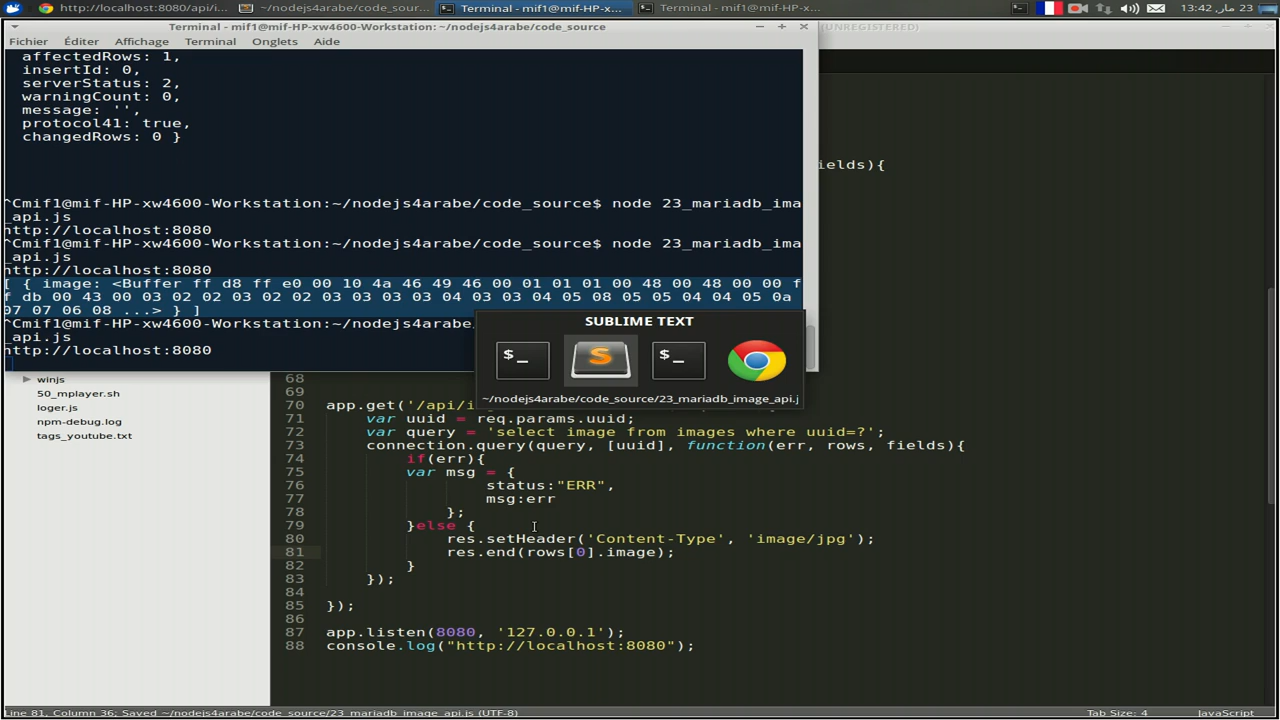 http://localhost:8080/api/i...
~/nodejs4arabe/code_sour...
Terminal - mif1@mif-HP-x...
Terminal - mif1@mif-HP-x...
13:42 ,مار 23
Terminal - mif1@mif-HP-xw4600-Workstation: ~/nodejs4arabe/code_source
(UNREGISTERED)
Fichier Éditer Affichage Terminal Onglets Aide
affectedRows: 1,
insertId: 0,
serverStatus: 2,
warningCount: 0,
message: '',
protocol41: true,
changedRows: 0 }
ields){
^Cmif1@mif-HP-xw4600-Workstation:~/nodejs4arabe/code_source$ node 23_mariadb_ima
_api.js
http://localhost:8080
^Cmif1@mif-HP-xw4600-Workstation:~/nodejs4arabe/code_source$ node 23_mariadb_ima
_api.js
http://localhost:8080
[ { image: <Buffer ff d8 ff e0 00 10 4a 46 49 46 00 01 01 01 00 48 00 48 00 00 f
f db 00 43 00 03 02 02 03 02 02 03 03 03 03 04 03 03 04 05 08 05 05 04 04 05 0a
07 07 06 08 ...> } ]
^Cmif1@mif-HP-xw4600-Workstation:~/nodejs4arabe/code_source
_api.js
http://localhost:8080
SUBLIME TEXT
~/nodejs4arabe/code_source/23_mariadb_image_api.j
winjs
50_mplayer.sh
loger.js
npm-debug.log
tags_youtube.txt
68
69
70 app.get('/api/i
71 var uuid = req.params.uuid;
72 var query = 'select image from images where uuid=?';
73 connection.query(query, [uuid], function(err, rows, fields){
74 if(err){
75 var msg = {
76 status:"ERR",
77 msg:err
78 };
79 }else {
80 res.setHeader('Content-Type', 'image/jpg');
81 res.end(rows[0].image);
82 }
83 });
84
85 });
86
87 app.listen(8080, '127.0.0.1');
88 console.log("http://localhost:8080");
Line 81, Column 36; Saved ~/nodejs4arabe/code_source/23_mariadb_image_api.js (UTF-8)
Tab Size: 4
JavaScript